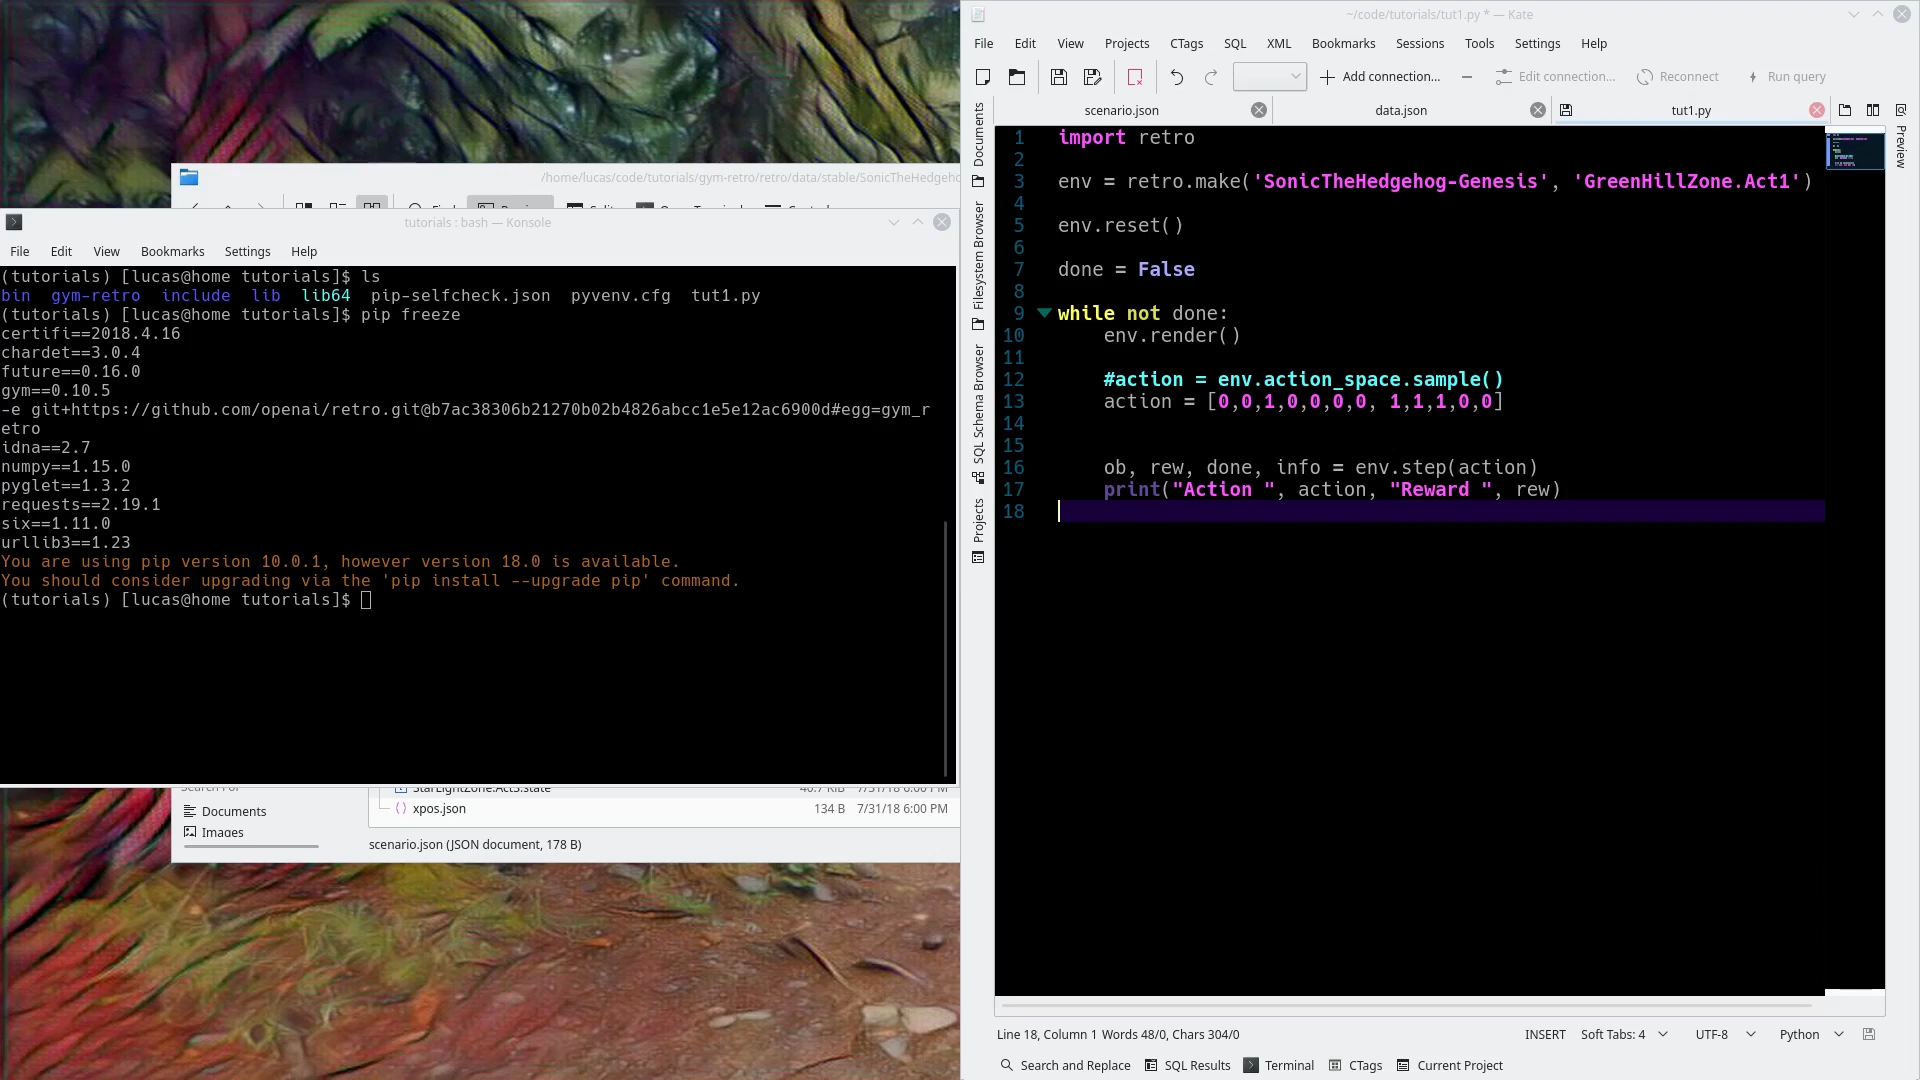 /home/lucas/code/tutorials/gym-retro/retro/data/stable/SonicTheHedgeho
tutorials : bash — Konsole
File Edit View Bookmarks Settings Help
(tutorials) [lucas@home tutorials]$ ls
bin gym-retro include lib lib64 pip-selfcheck.json pyvenv.cfg tut1.py
(tutorials) [lucas@home tutorials]$ pip freeze
certifi==2018.4.16
chardet==3.0.4
future==0.16.0
gym==0.10.5
-e git+https://github.com/openai/retro.git@b7ac38306b21270b02b4826abcc1e5e12ac6900d#egg=gym_r
etro
idna==2.7
numpy==1.15.0
pyglet==1.3.2
requests==2.19.1
six==1.11.0
urllib3==1.23
You are using pip version 10.0.1, however version 18.0 is available.
You should consider upgrading via the 'pip install --upgrade pip' command.
(tutorials) [lucas@home tutorials]$
StarLightZone.Act3.state 7/31/18 6:00 PM
Documents
xpos.json 134 B 7/31/18 6:00 PM
Images
scenario.json (JSON document, 178 B)
~/code/tutorials/tut1.py * — Kate
File Edit View Projects CTags SQL XML Bookmarks Sessions Tools Settings Help
Add connection... Edit connection... Reconnect Run query
scenario.json data.json tut1.py
Documents
Filesystem Browser
SQL Schema Browser
Projects
Preview
1 import retro
2
3 env = retro.make('SonicTheHedgehog-Genesis', 'GreenHillZone.Act1')
4
5 env.reset()
6
7 done = False
8
9 while not done:
10 env.render()
11
12 #action = env.action_space.sample()
13 action = [0,0,1,0,0,0,0, 1,1,1,0,0]
14
15
16 ob, rew, done, info = env.step(action)
17 print("Action ", action, "Reward ", rew)
18
Line 18, Column 1 Words 48/0, Chars 304/0 INSERT Soft Tabs: 4 UTF-8 Python
Search and Replace SQL Results Terminal CTags Current Project